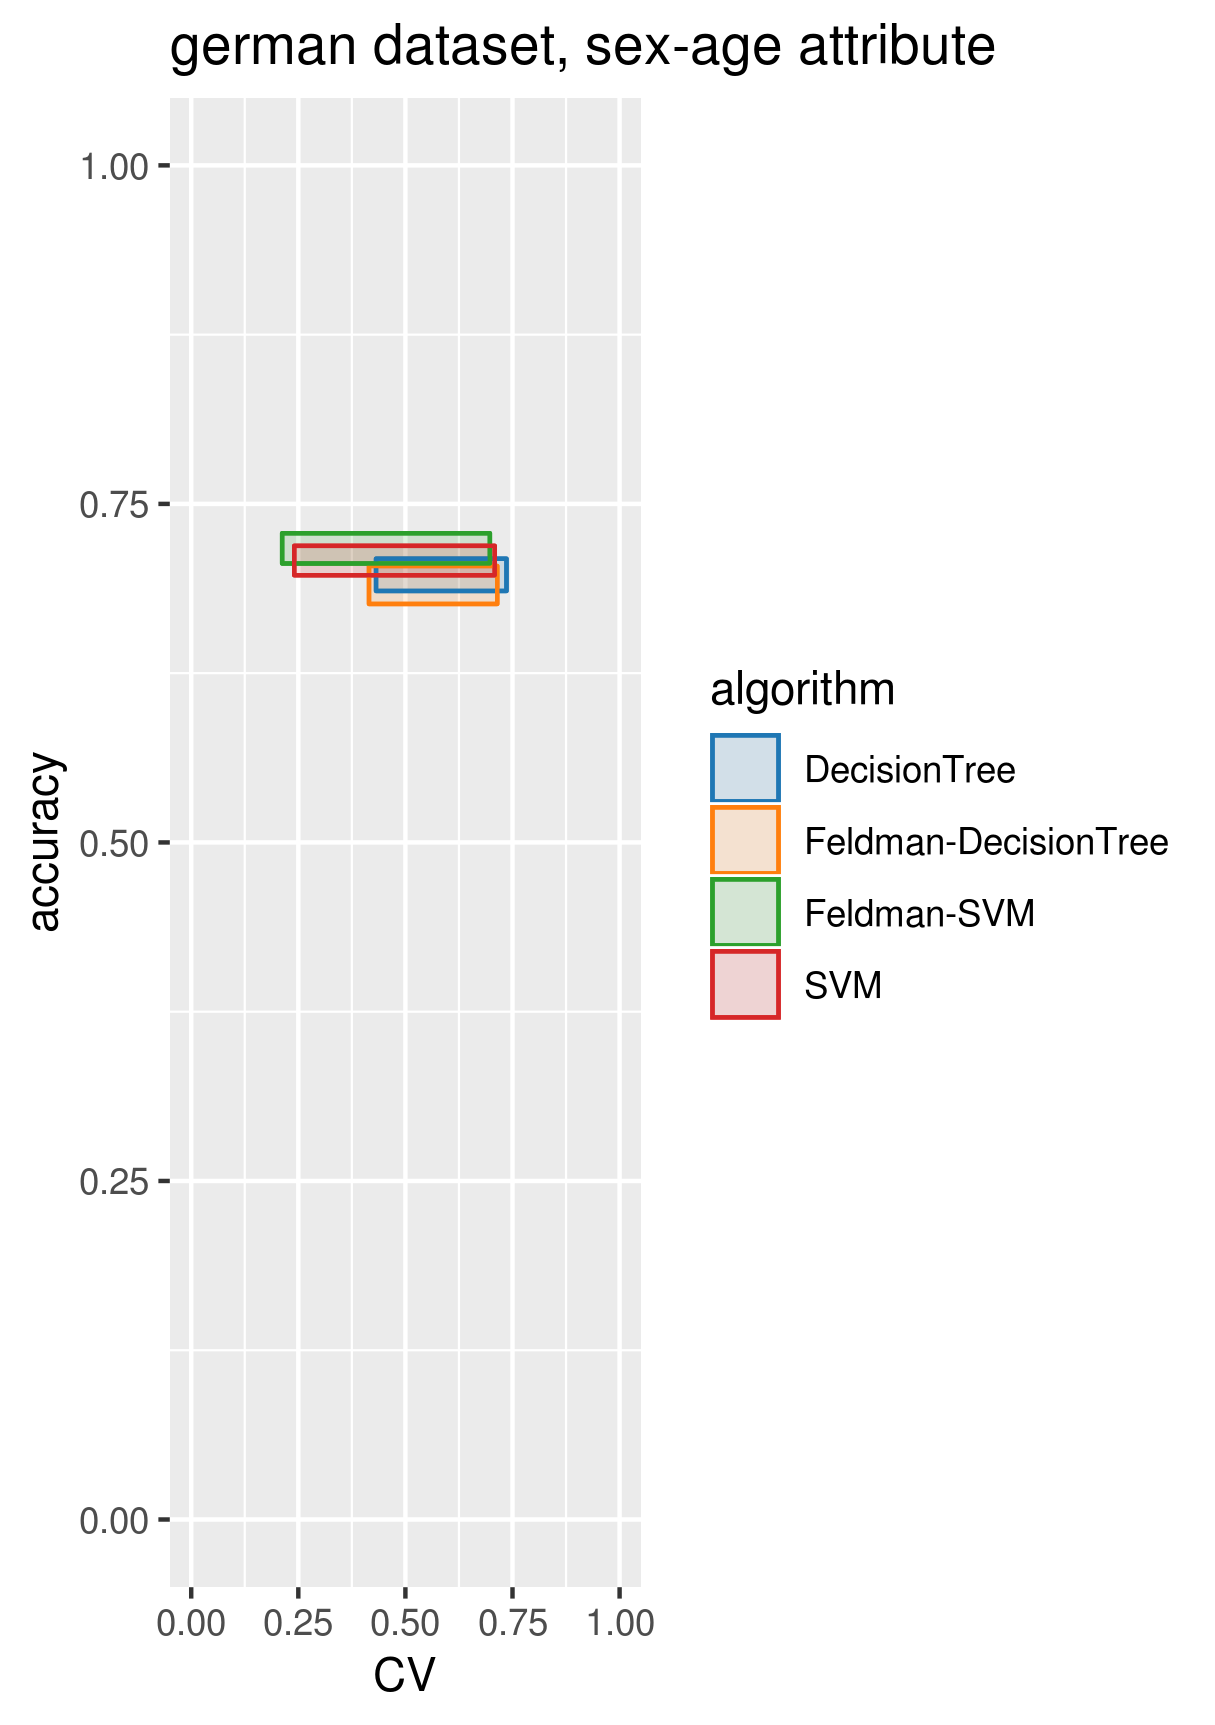 german dataset, sex-age attribute
1.00
0.75
0.50
0.25
0.00
accuracy
0.00 0.25 0.50 0.75 1.00
CV
algorithm
DecisionTree
Feldman-DecisionTree
Feldman-SVM
SVM